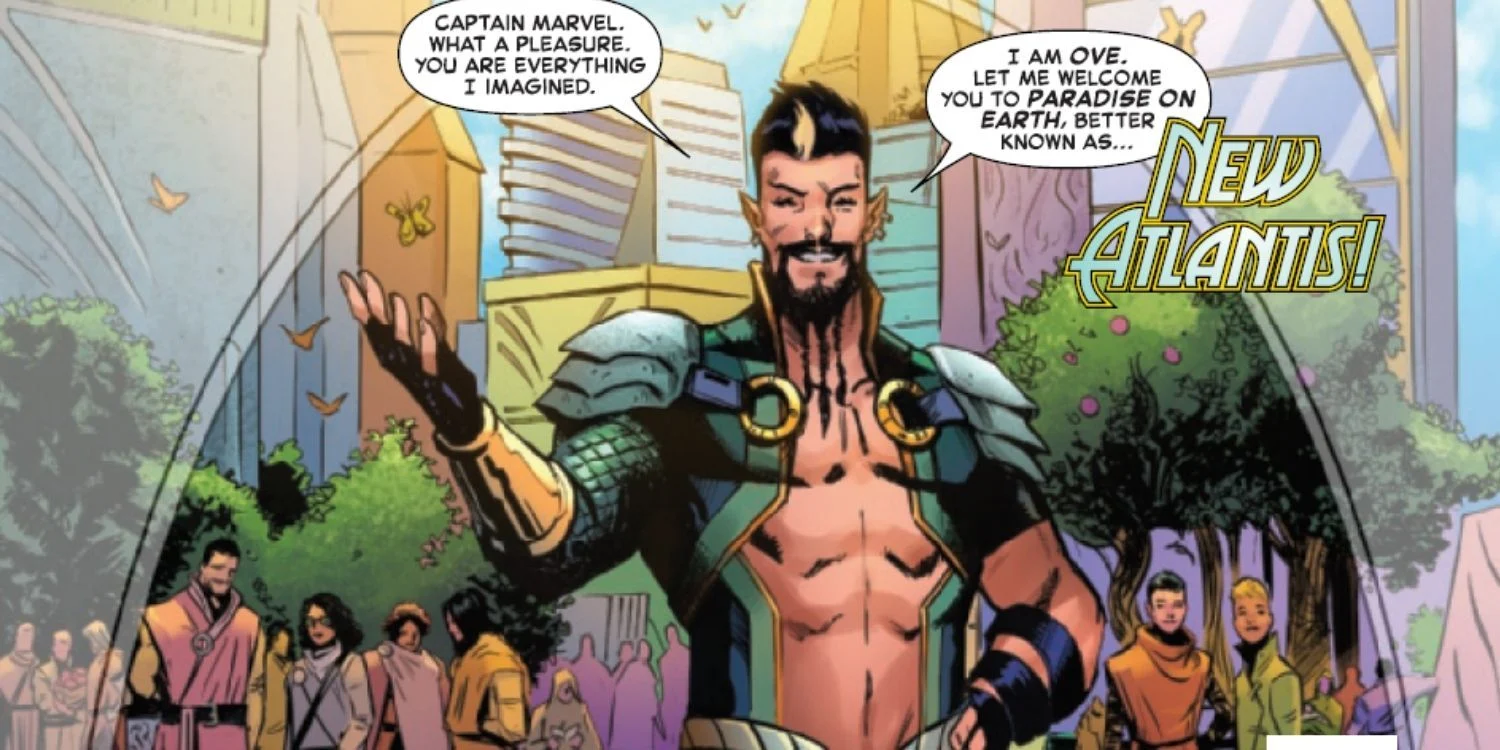 CAPTAIN MARVEL.
WHAT A PLEASURE.
YOU ARE EVERYTHING
I IMAGINED.
I AM OVE.
LET ME WELCOME
YOU TO PARADISE ON
EARTH, BETTER
KNOWN AS...
NEW
ATLANTIS!